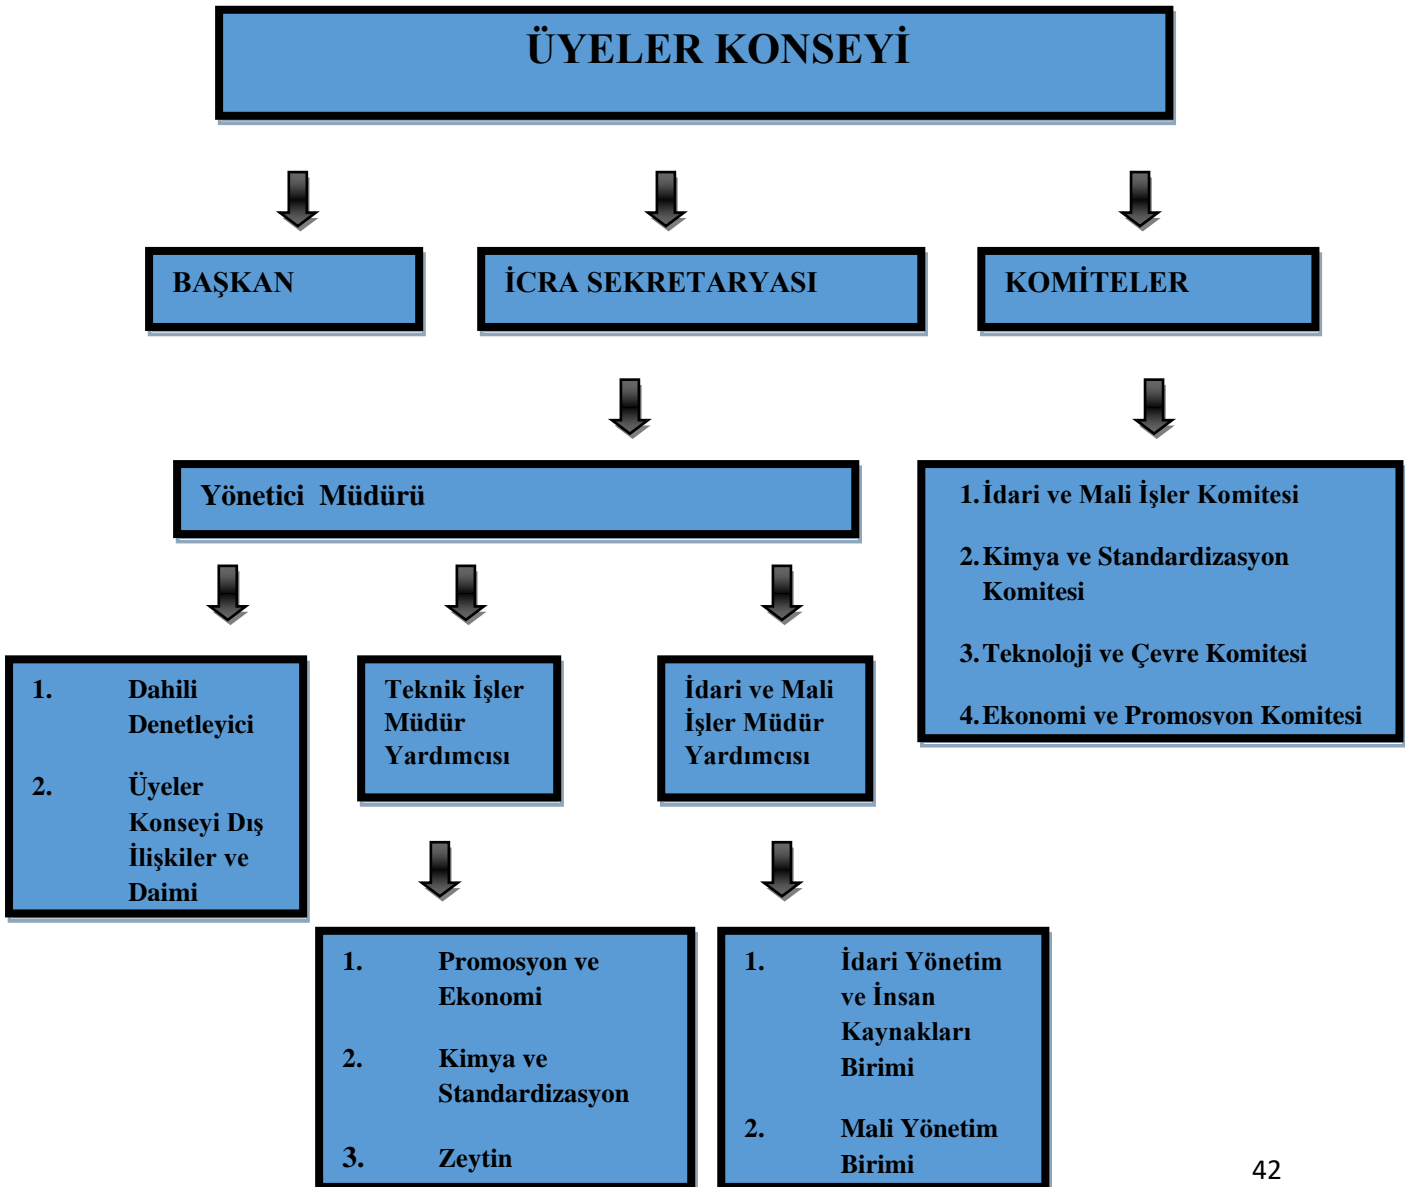 ÜYELER KONSEYİ
BAŞKAN
İCRA SEKRETARYASI
KOMİTELER
Yönetici Müdürü
1. İdari ve Mali İşler Komitesi
2. Kimya ve Standardizasyon
Komitesi
3. Teknoloji ve Çevre Komitesi
4. Ekonomi ve Promosyon Komitesi
1. Dahili
Denetleyici
2. Üyeler
Konseyi Dış
İlişkiler ve
Daimi
Teknik İşler
Müdür
Yardımcısı
İdari ve Mali
İşler Müdür
Yardımcısı
1. Promosyon ve
Ekonomi
2. Kimya ve
Standardizasyon
3. Zeytin
1. İdari Yönetim
ve İnsan
Kaynakları
Birimi
2. Mali Yönetim
Birimi
42